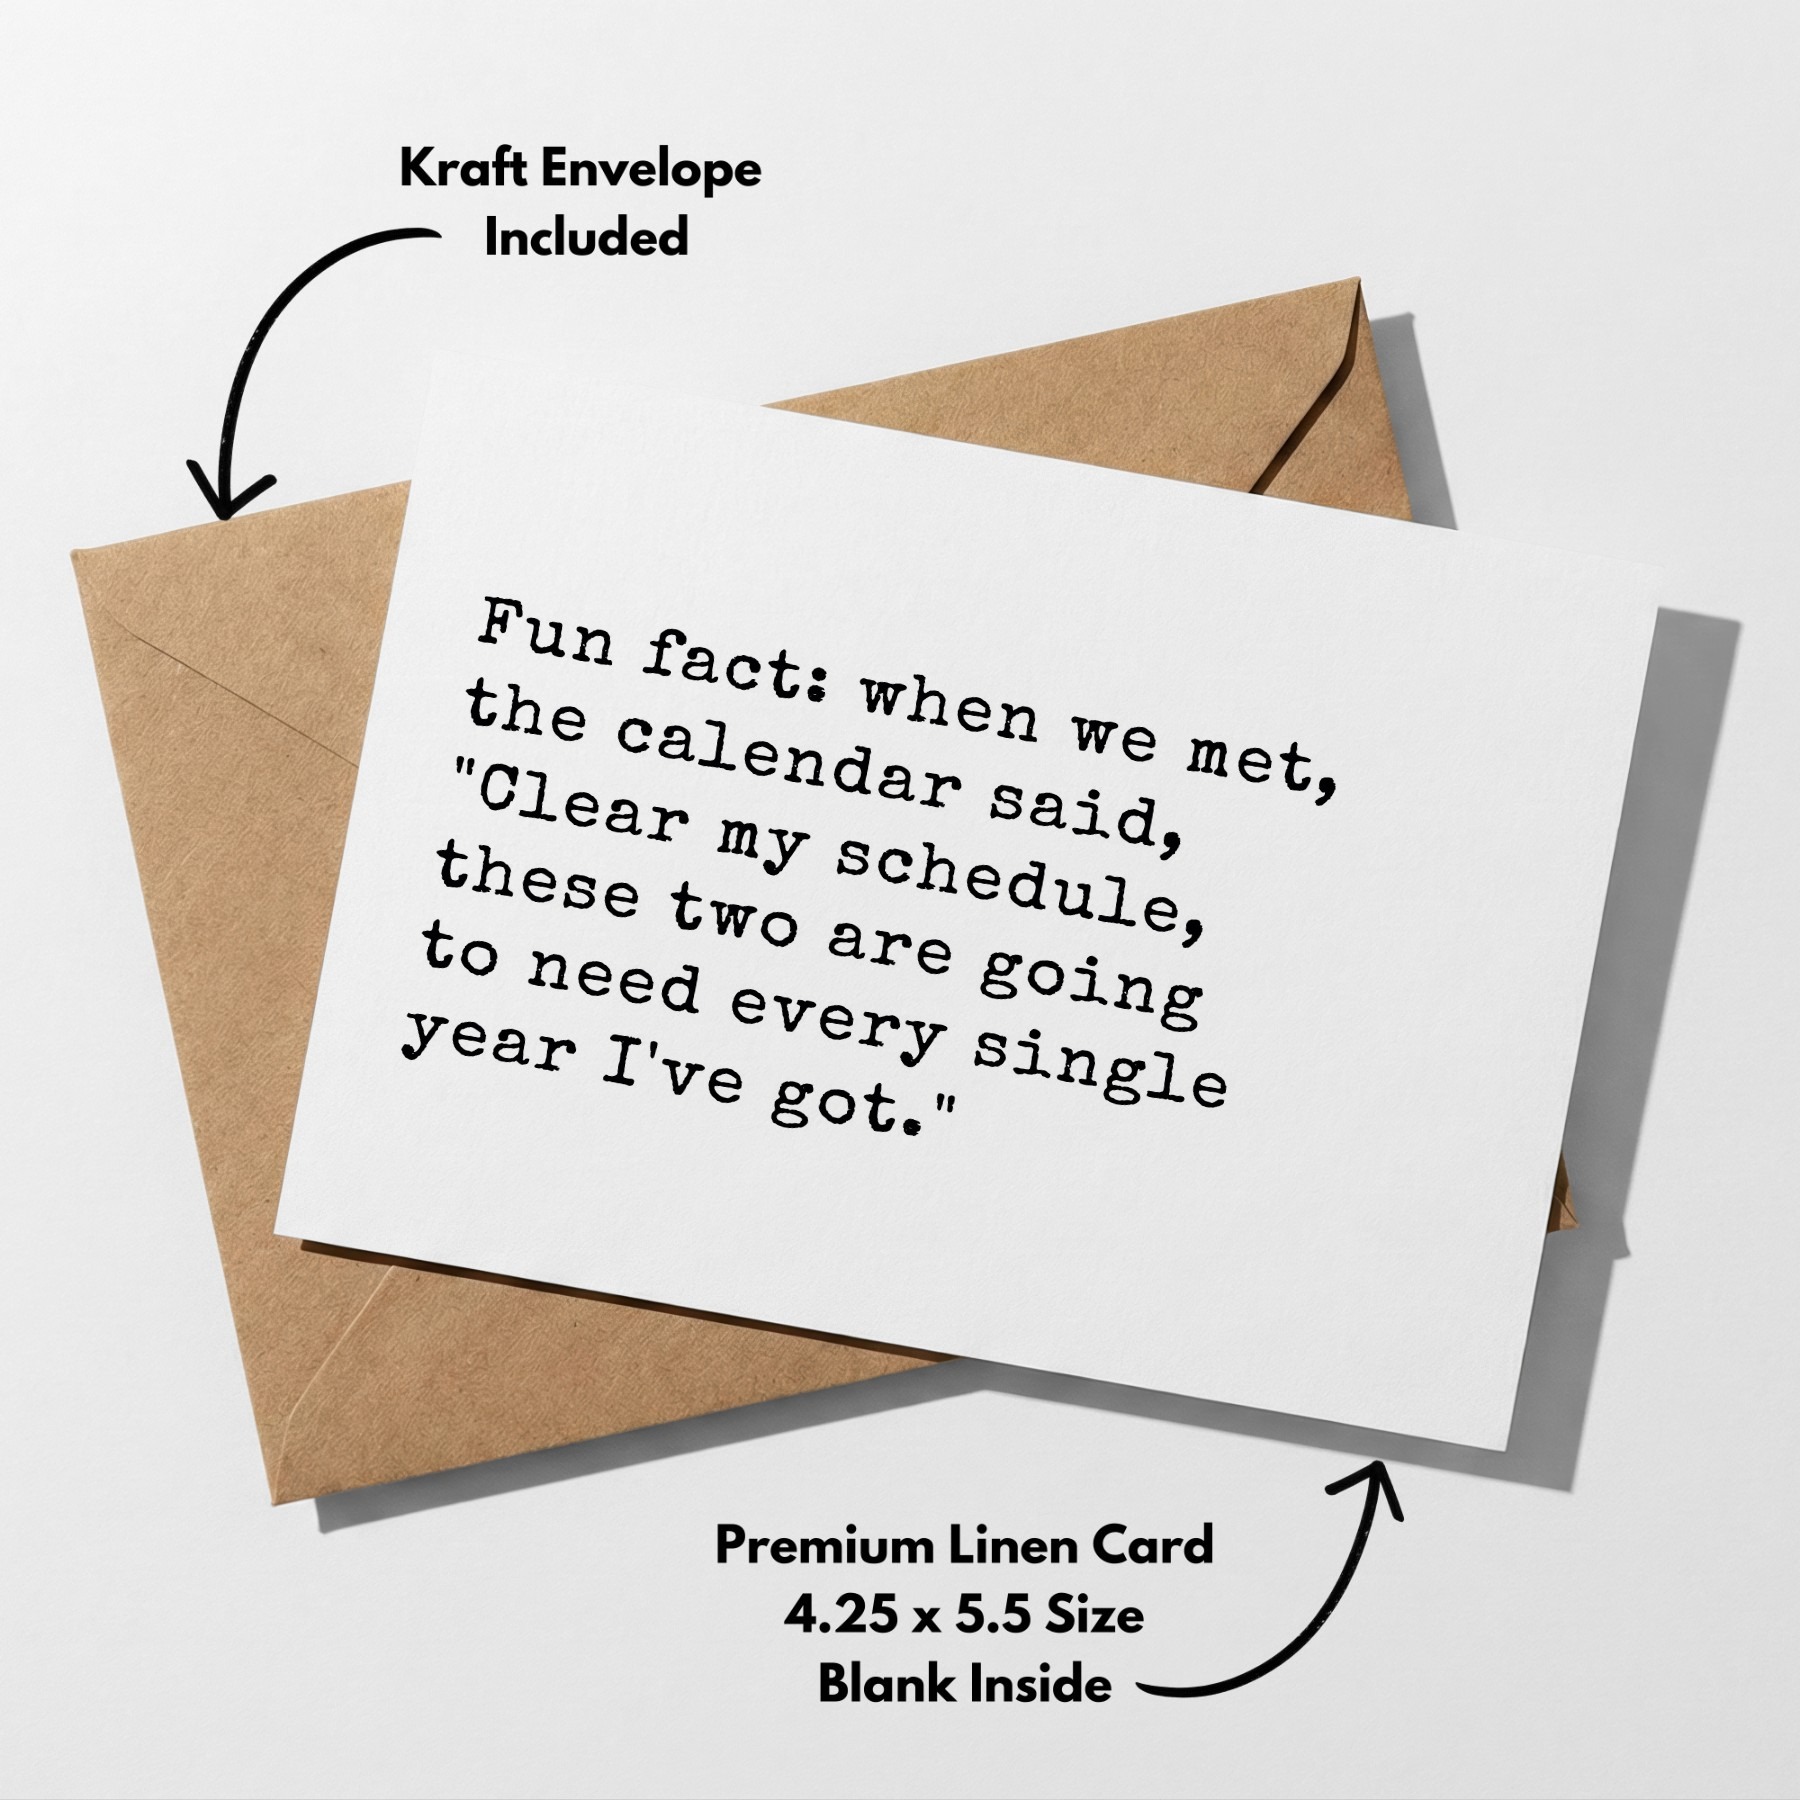 Kraft Envelope
Included
Fun fact: when we met,
the calendar said,
"Clear my schedule,
these two are going
to need every single
year I've got."
Premium Linen Card
4.25 x 5.5 Size
Blank Inside